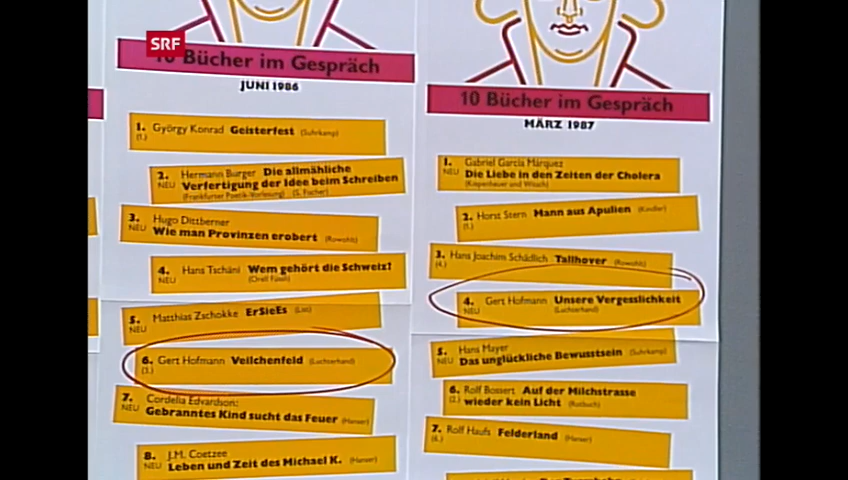 SRF
10 Bücher im Gespräch
JUNI 1986
1. György Konrad Geisterfest (Suhrkamp)
(1.)
2. Hermann Burger Die allmähliche
NEU Verfertigung der Idee beim Schreiben
(Frankfurter Poetik-Vorlesung) (S. Fischer)
3. Hugo Dittberner
NEU Wie man Provinzen erobert (Rowohlt)
4. Hans Tschäni Wem gehört die Schweiz?
NEU (Orell Füssli)
5. Matthias Zschokke ErSieEs (List)
NEU
6. Gert Hofmann Veilchenfeld (Luchterhand)
(3.)
7. Cordelia Edvardson:
NEU Gebranntes Kind sucht das Feuer (Hanser)
8. J.M. Coetzee
NEU Leben und Zeit des Michael K. (Hanser)
10 Bücher im Gespräch
MÄRZ 1987
1. Gabriel García Márquez
NEU Die Liebe in den Zeiten der Cholera
(Kiepenheuer und Witsch)
2. Horst Stern Mann aus Apulien (Kindler)
(1.)
3. Hans Joachim Schädlich Tallhover (Rowohlt)
(4.)
4. Gert Hofmann Unsere Vergesslichkeit
NEU (Luchterhand)
5. Hans Mayer
NEU Das unglückliche Bewusstsein (Suhrkamp)
6. Rolf Bossert Auf der Milchstrasse
(2.) wieder kein Licht (Rotbuch)
7. Rolf Haufs Felderland (Hanser)
(6.)